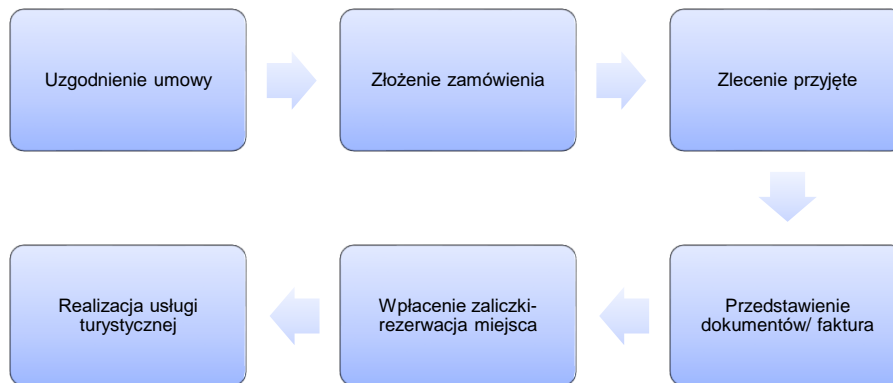 Uzgodnienie umowy
Złożenie zamówienia
Zlecenie przyjęte
Przedstawienie
dokumentów/ faktura
Wpłacenie zaliczki-
rezerwacja miejsca
Realizacja usługi
turystycznej